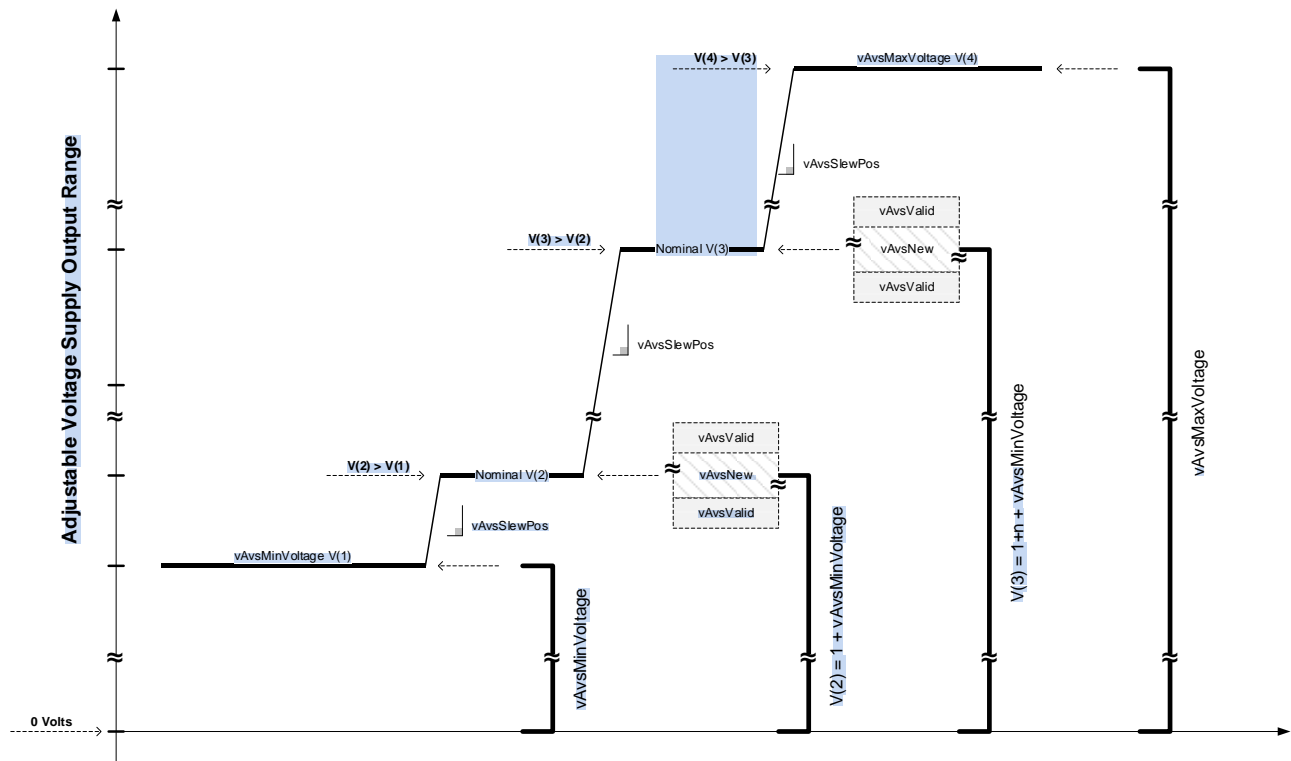 Adjustable Voltage Supply Output Range
V(4) > V(3)
vAvsMaxVoltage V(4)
vAvsSlewPos
V(3) > V(2)
Nominal V(3)
vAvsValid
vAvsNew
vAvsValid
vAvsSlewPos
V(2) > V(1)
Nominal V(2)
vAvsValid
vAvsNew
vAvsValid
vAvsSlewPos
vAvsMinVoltage V(1)
vAvsMinVoltage
V(2) = 1 + vAvsMinVoltage
V(3) = 1+n + vAvsMinVoltage
vAvsMaxVoltage
0 Volts